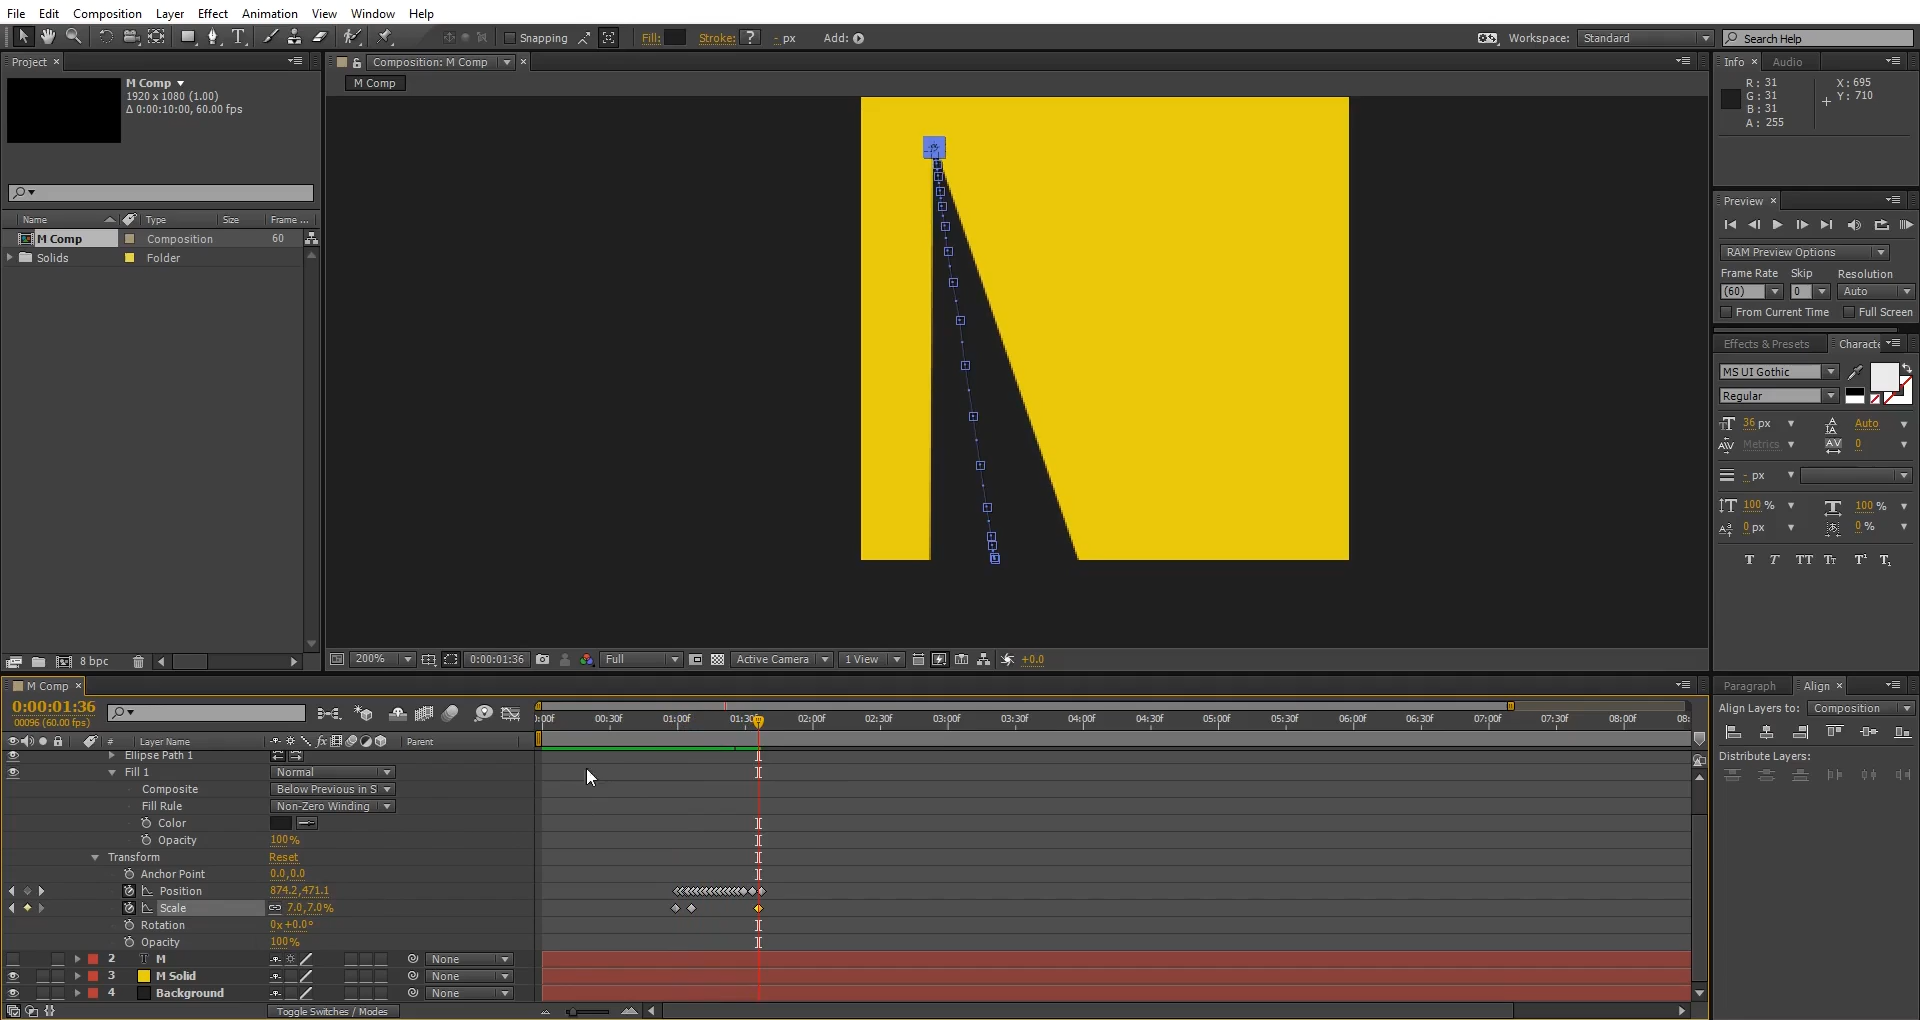 File Edit Composition Layer Effect Animation View Window Help
Snapping Fill: Stroke: ? - px Add: Workspace: Standard Search Help
Project × Composition: M Comp × Info × Audio
M Comp
1920 x 1080 (1.00)
Δ 0:00:10:00, 60.00 fps
M Comp
R: 31
G: 31
B: 31
A: 255
X: 695
Y: 710
Preview ×
Name Type Size Frame ...
M Comp Composition 60
Solids Folder
RAM Preview Options
Frame Rate Skip Resolution
(60) 0 Auto
From Current Time Full Screen
Effects & Presets Characte
MS UI Gothic
Regular
36 px Auto
Metrics 0
- px
100 % 100 %
0 px 0 %
T T TT Tт T¹ T₁
8 bpc 200% 0:00:01:36 Full Active Camera 1 View +0.0
M Comp × Paragraph Align ×
0:00:01:36
00096 (60.00 fps)
):00f 00:30f 01:00f 01:30f 02:00f 02:30f 03:00f 03:30f 04:00f 04:30f 05:00f 05:30f 06:00f 06:30f 07:00f 07:30f 08:00f 08:
Align Layers to: Composition
# Layer Name fx Parent
Distribute Layers:
Ellipse Path 1
Fill 1 Normal
Composite Below Previous in S
Fill Rule Non-Zero Winding
Color
Opacity 100%
Transform Reset
Anchor Point 0.0,0.0
Position 874.2,471.1
Scale 7.0,7.0%
Rotation 0x+0.0°
Opacity 100%
2 T M None
3 M Solid None
4 Background None
Toggle Switches / Modes